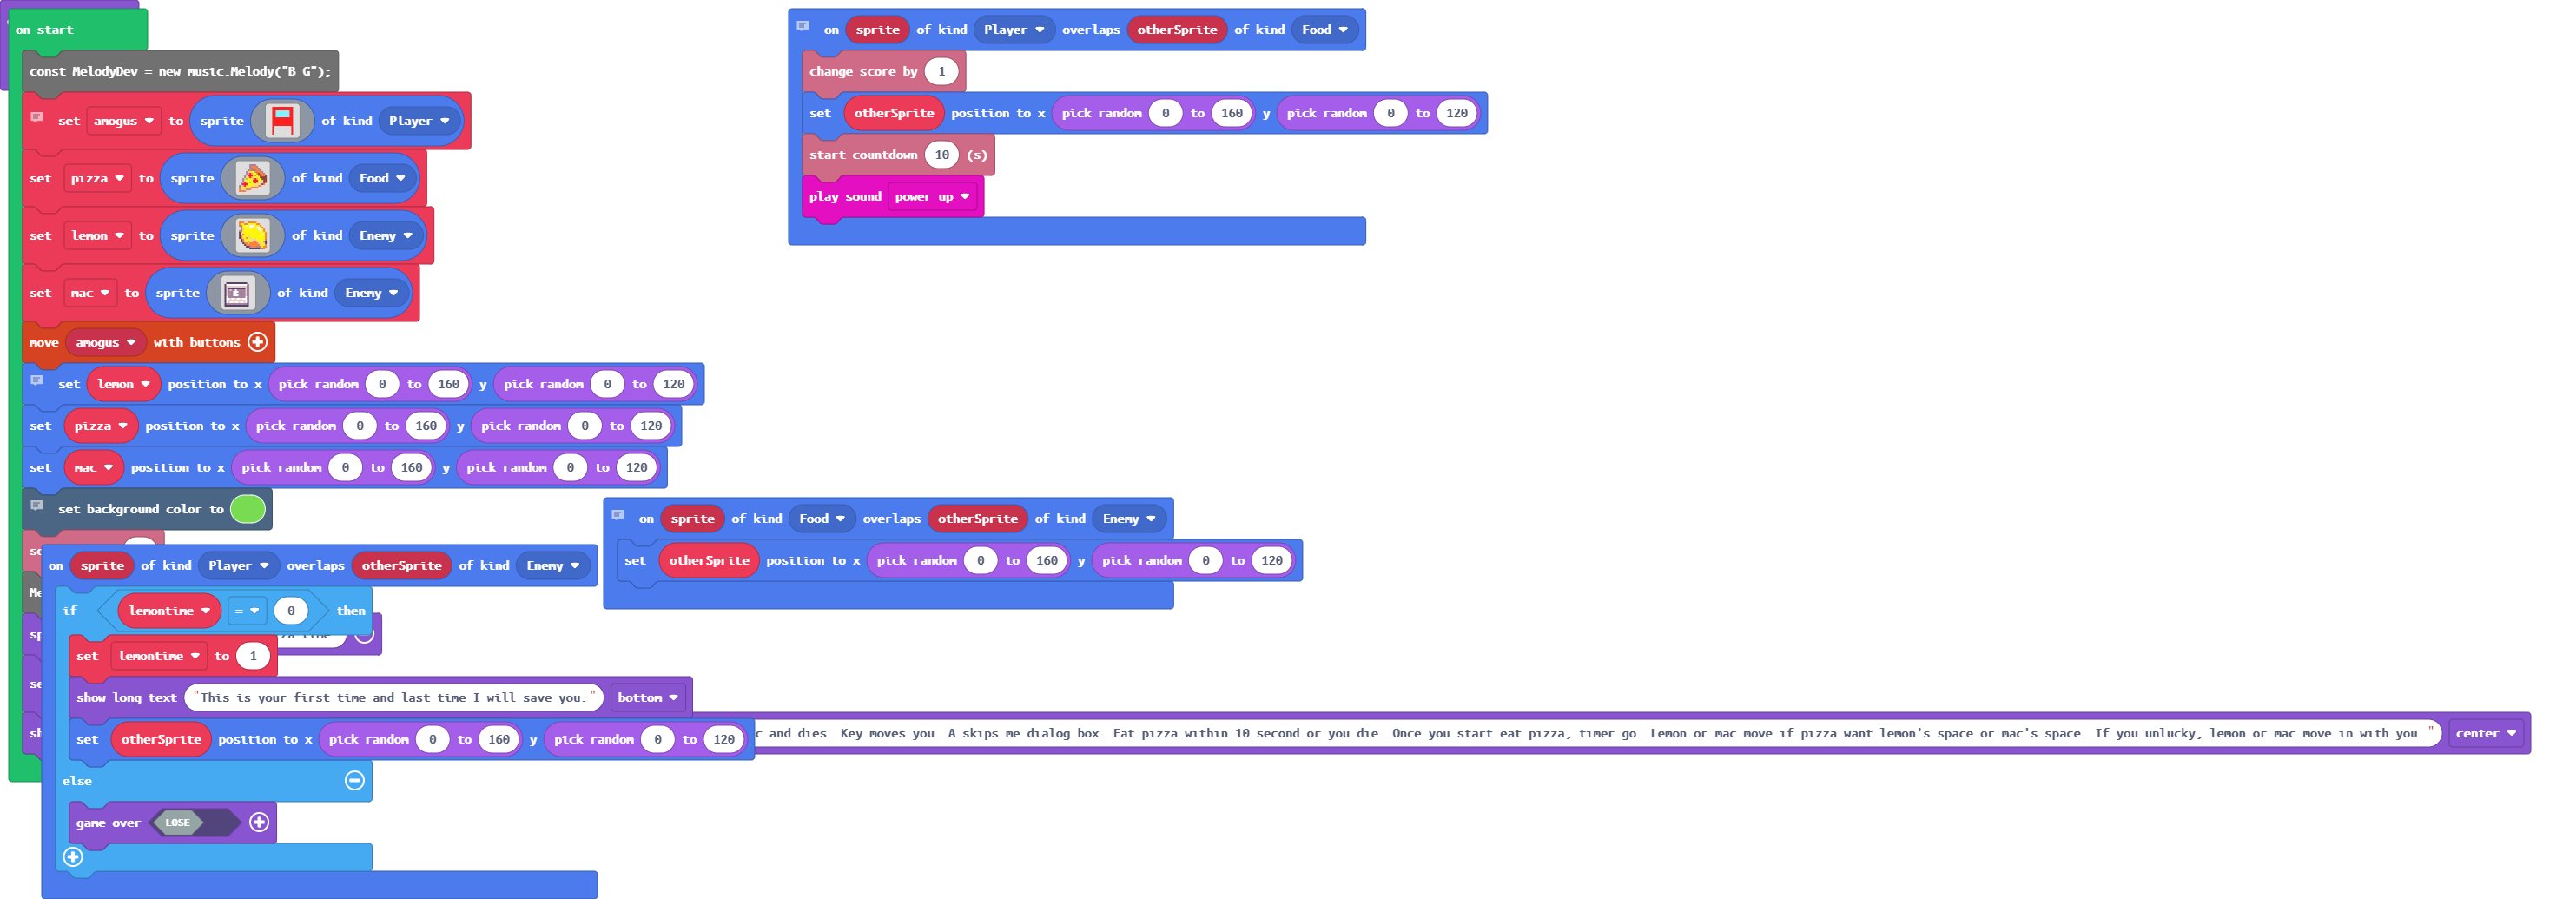 on start
const MelodyDev = new music.Melody("B G");
set amogus to sprite of kind Player
set pizza to sprite of kind Food
set lemon to sprite of kind Enemy
set mac to sprite of kind Enemy
move amogus with buttons
set lemon position to x pick random 0 to 160 y pick random 0 to 120
set pizza position to x pick random 0 to 160 y pick random 0 to 120
set mac position to x pick random 0 to 160 y pick random 0 to 120
set background color to
on sprite of kind Player overlaps otherSprite of kind Food
change score by 1
set otherSprite position to x pick random 0 to 160 y pick random 0 to 120
start countdown 10 (s)
play sound power up
on sprite of kind Food overlaps otherSprite of kind Enemy
set otherSprite position to x pick random 0 to 160 y pick random 0 to 120
on sprite of kind Player overlaps otherSprite of kind Enemy
if lemontime = 0 then
set lemontime to 1
show long text "This is your first time and last time I will save you." bottom
set otherSprite position to x pick random 0 to 160 y pick random 0 to 120
else
game over LOSE
c and dies. Key moves you. A skips me dialog box. Eat pizza within 10 second or you die. Once you start eat pizza, timer go. Lemon or mac move if pizza want lemon's space or mac's space. If you unlucky, lemon or mac move in with you." center